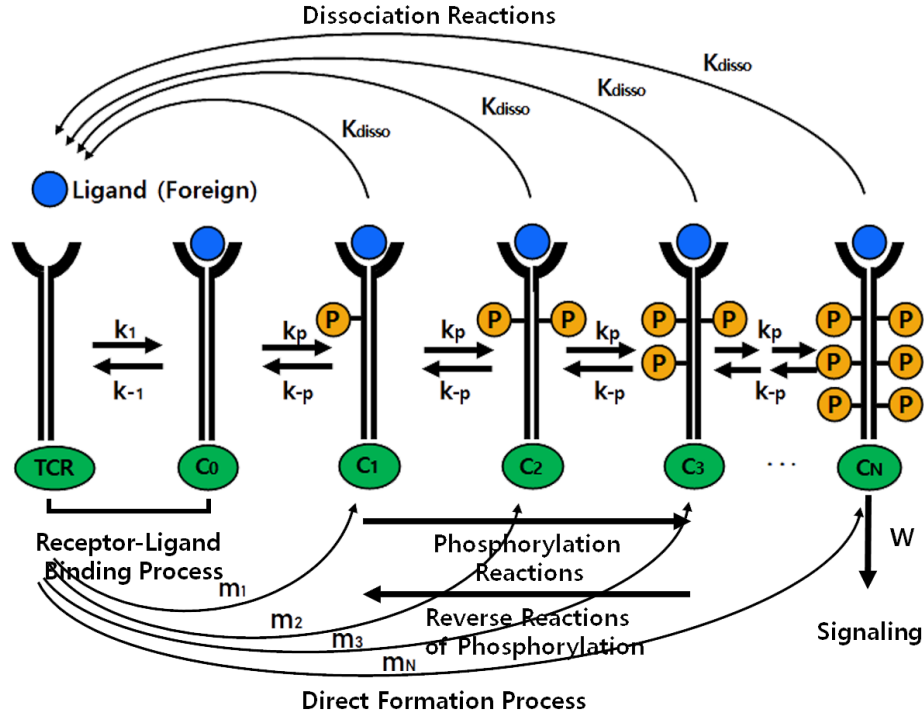 Dissociation Reactions
Kdisso
Kdisso
Kdisso
Kdisso
Ligand (Foreign)
P
P
P
P
P
P
P
P
P
P
P
P
k1
k-1
kp
k-p
kp
k-p
kp
k-p
kp
k-p
TCR
C0
C1
C2
C3
...
CN
Receptor-Ligand
Binding Process
Phosphorylation
Reactions
Reverse Reactions
of Phosphorylation
W
Signaling
m1
m2
m3
mN
Direct Formation Process